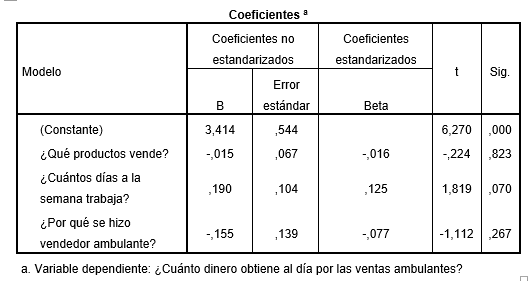 Coeficientes ª
Modelo Coeficientes no estandarizados Coeficientes estandarizados t Sig.
B Error estándar Beta
(Constante) 3,414 ,544 6,270 ,000
¿Qué productos vende? -,015 ,067 -,016 -,224 ,823
¿Cuántos días a la semana trabaja? ,190 ,104 ,125 1,819 ,070
¿Por qué se hizo vendedor ambulante? -,155 ,139 -,077 -1,112 ,267
a. Variable dependiente: ¿Cuánto dinero obtiene al día por las ventas ambulantes?